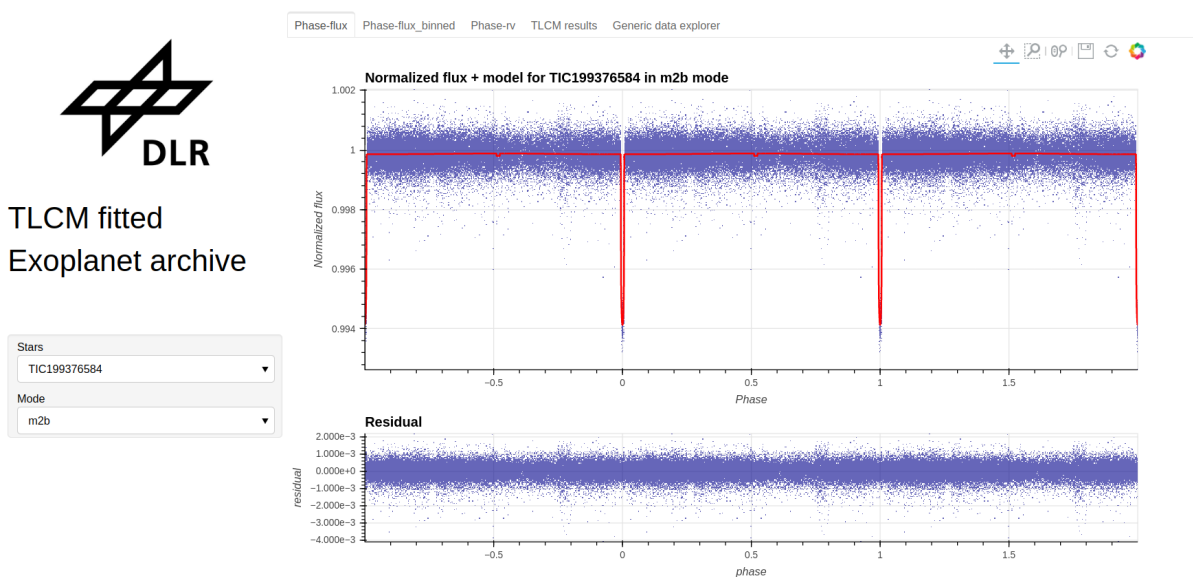 DLR
TLCM fitted
Exoplanet archive
Stars
TIC199376584
Mode
m2b
Phase-flux Phase-flux_binned Phase-rv TLCM results Generic data explorer
Normalized flux + model for TIC199376584 in m2b mode
1.002
1
0.998
0.996
0.994
Normalized flux
−0.5 0 0.5 1 1.5
Phase
Residual
2.000e−3
1.000e−3
0.000e+0
−1.000e−3
−2.000e−3
−3.000e−3
−4.000e−3
residual
−0.5 0 0.5 1 1.5
phase